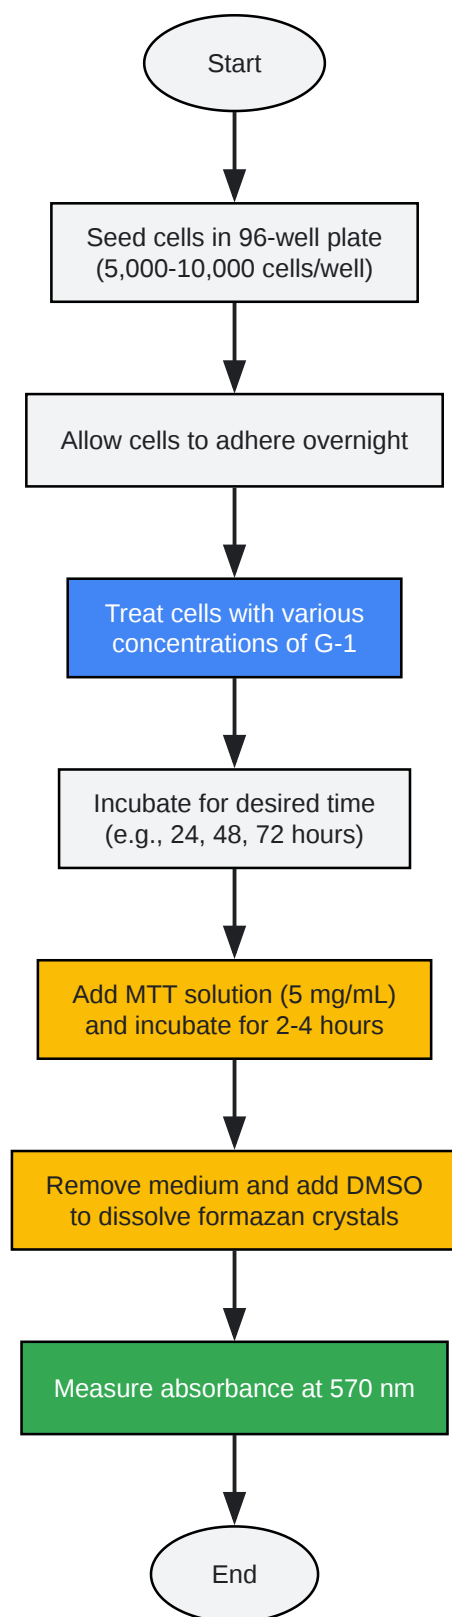 Start
Seed cells in 96-well plate
(5,000-10,000 cells/well)
Allow cells to adhere overnight
Treat cells with various
concentrations of G-1
Incubate for desired time
(e.g., 24, 48, 72 hours)
Add MTT solution (5 mg/mL)
and incubate for 2-4 hours
Remove medium and add DMSO
to dissolve formazan crystals
Measure absorbance at 570 nm
End